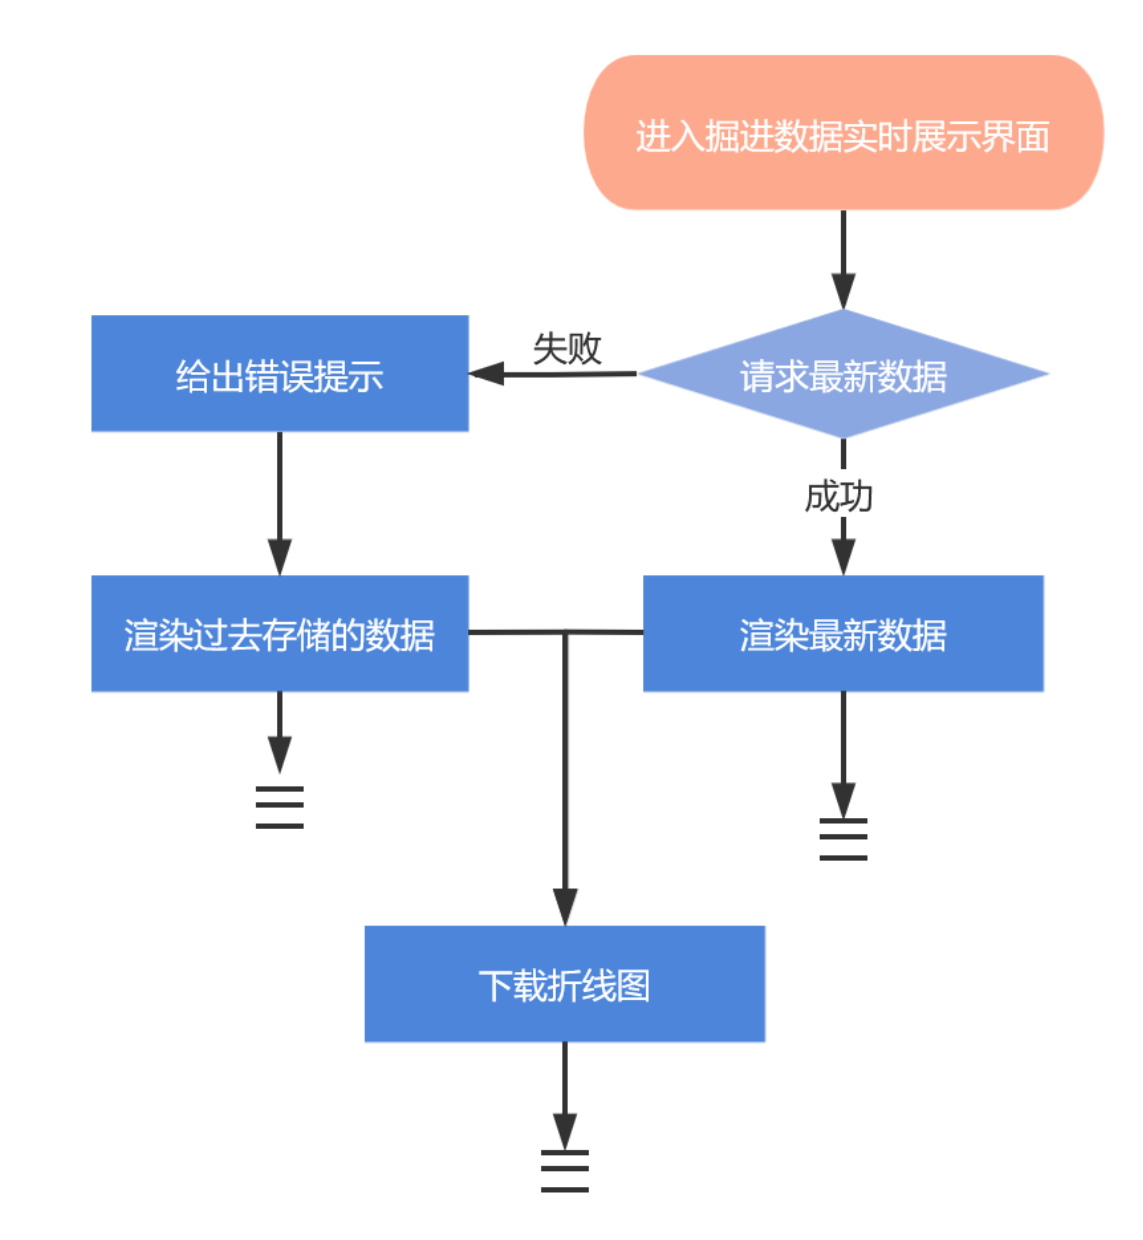 进入掘进数据实时展示界面
失败
给出错误提示
请求最新数据
成功
渲染过去存储的数据
渲染最新数据
下载折线图